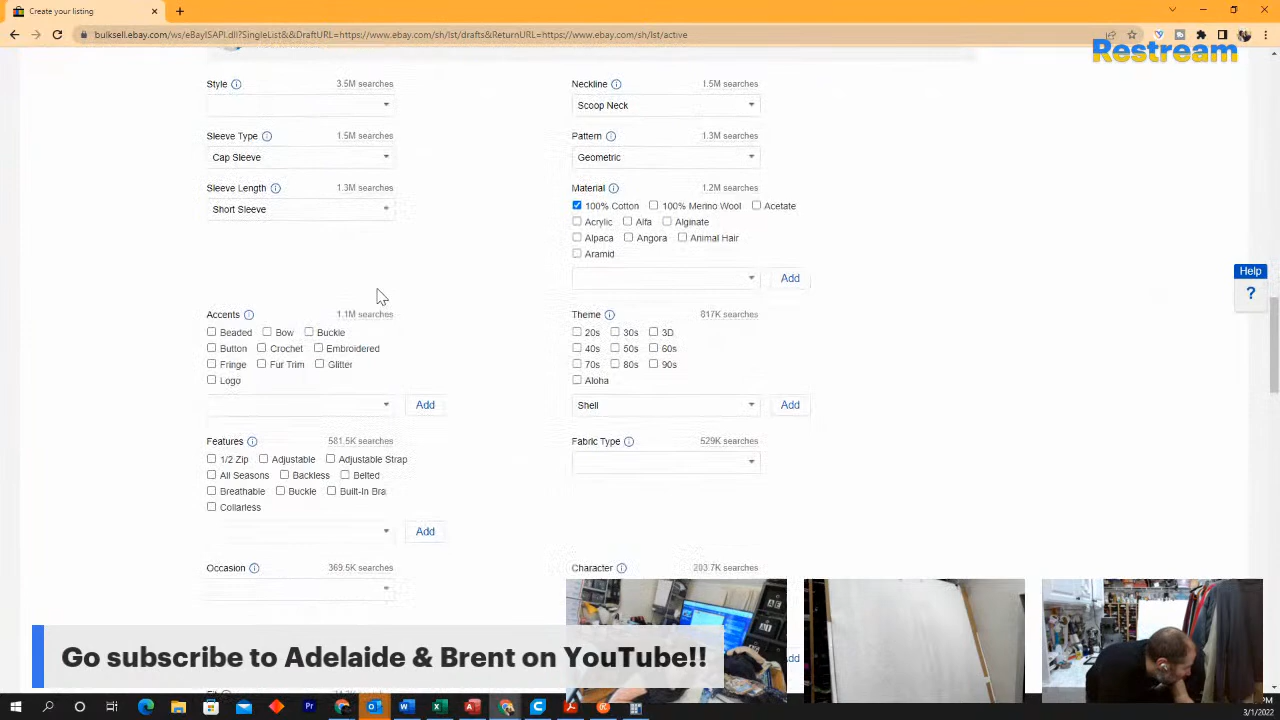 Create your listing
bulksell.ebay.com/ws/eBayISAPI.dll?SingleList&&DraftURL=https://www.ebay.com/sh/lst/drafts&ReturnURL=https://www.ebay.com/sh/lst/active
Restream
Style 3.5M searches
Neckline 1.5M searches
Scoop Neck
Sleeve Type 1.5M searches
Pattern 1.3M searches
Cap Sleeve
Geometric
Sleeve Length 1.3M searches
Material 1.2M searches
Short Sleeve
100% Cotton 100% Merino Wool Acetate
Acrylic Alfa Alginate
Alpaca Angora Animal Hair
Aramid
Add
Help
?
Accents 1.1M searches
Theme 817K searches
Beaded Bow Buckle
20s 30s 3D
Button Crochet Embroidered
40s 50s 60s
Fringe Fur Trim Glitter
70s 80s 90s
Logo
Aloha
Add
Shell
Add
Features 581.5K searches
Fabric Type 529K searches
1/2 Zip Adjustable Adjustable Strap
All Seasons Backless Belted
Breathable Buckle Built-In Bra
Collarless
Add
Occasion 369.5K searches
Character 203.7K searches
Go subscribe to Adelaide & Brent on YouTube!!
3/1/2022